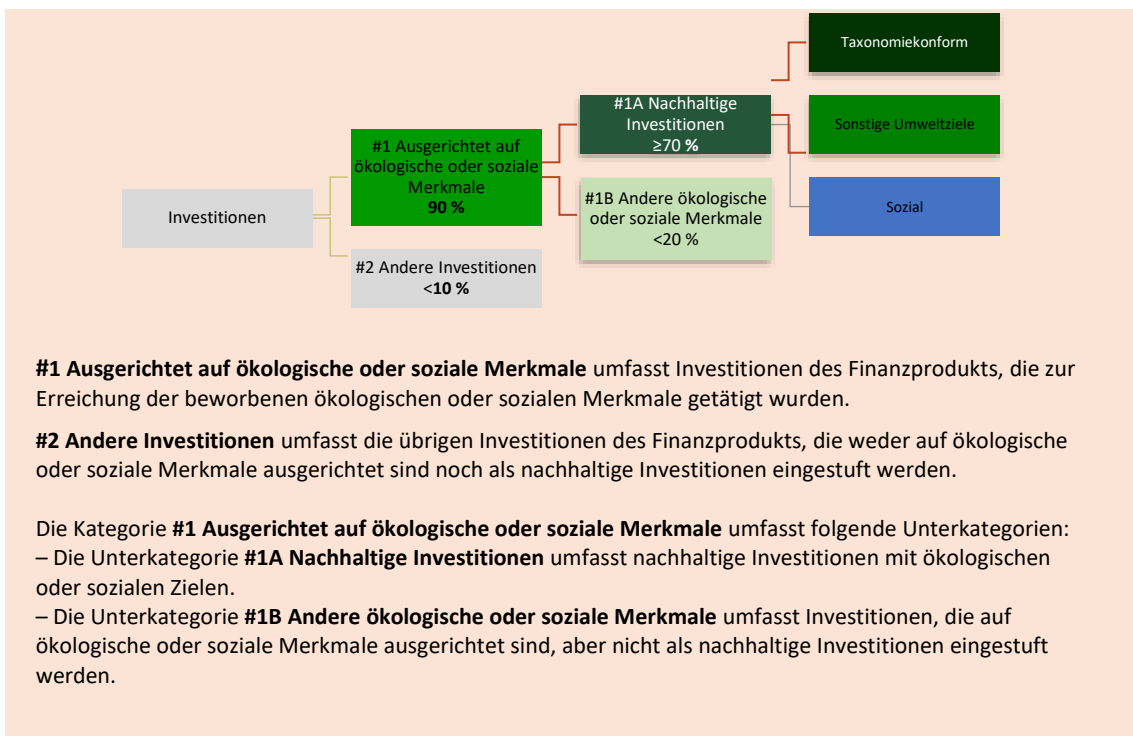 Taxonomiekonform
#1A Nachhaltige
Investitionen
≥70 %
Sonstige Umweltziele
#1 Ausgerichtet auf
ökologische oder soziale
Merkmale
90 %
#1B Andere ökologische
oder soziale Merkmale
<20 %
Sozial
Investitionen
#2 Andere Investitionen
<10 %
#1 Ausgerichtet auf ökologische oder soziale Merkmale umfasst Investitionen des Finanzprodukts, die zur
Erreichung der beworbenen ökologischen oder sozialen Merkmale getätigt wurden.
#2 Andere Investitionen umfasst die übrigen Investitionen des Finanzprodukts, die weder auf ökologische
oder soziale Merkmale ausgerichtet sind noch als nachhaltige Investitionen eingestuft werden.
Die Kategorie #1 Ausgerichtet auf ökologische oder soziale Merkmale umfasst folgende Unterkategorien:
– Die Unterkategorie #1A Nachhaltige Investitionen umfasst nachhaltige Investitionen mit ökologischen
oder sozialen Zielen.
– Die Unterkategorie #1B Andere ökologische oder soziale Merkmale umfasst Investitionen, die auf
ökologische oder soziale Merkmale ausgerichtet sind, aber nicht als nachhaltige Investitionen eingestuft
werden.